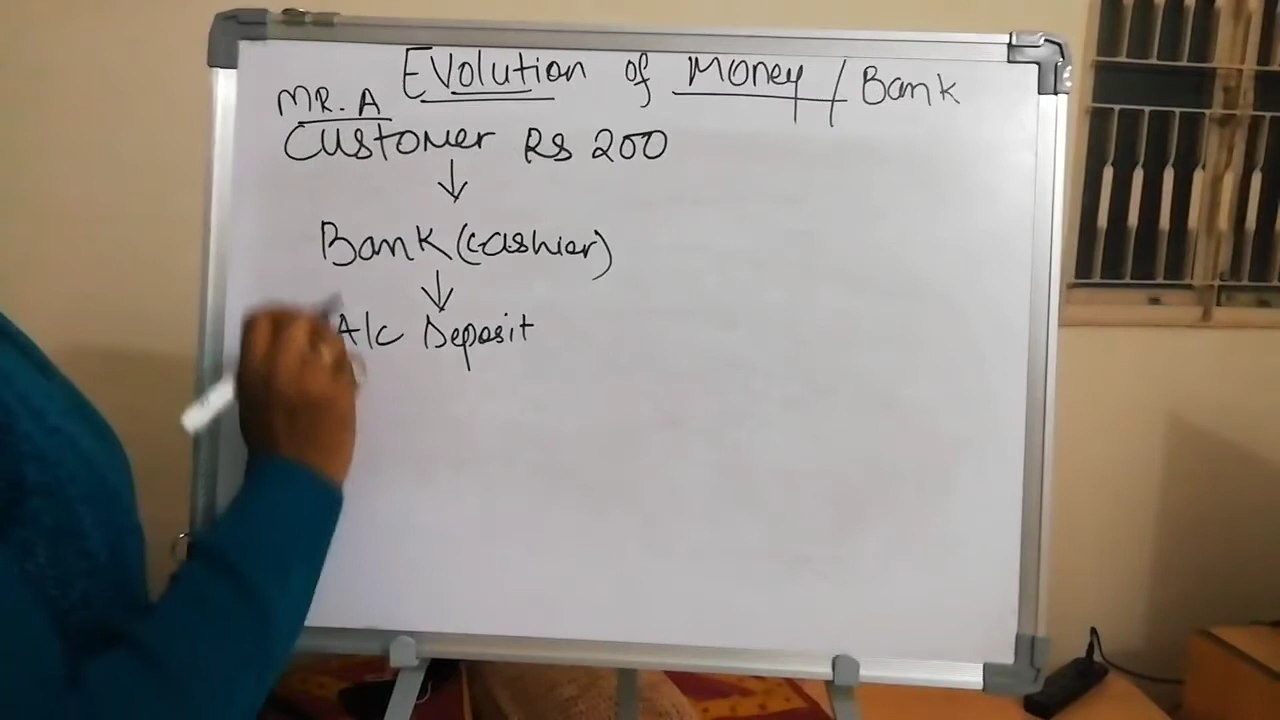 Evolution of Money / Bank
MR. A
Customer Rs 200
↓
Bank (cashier)
↓
A/c Deposit